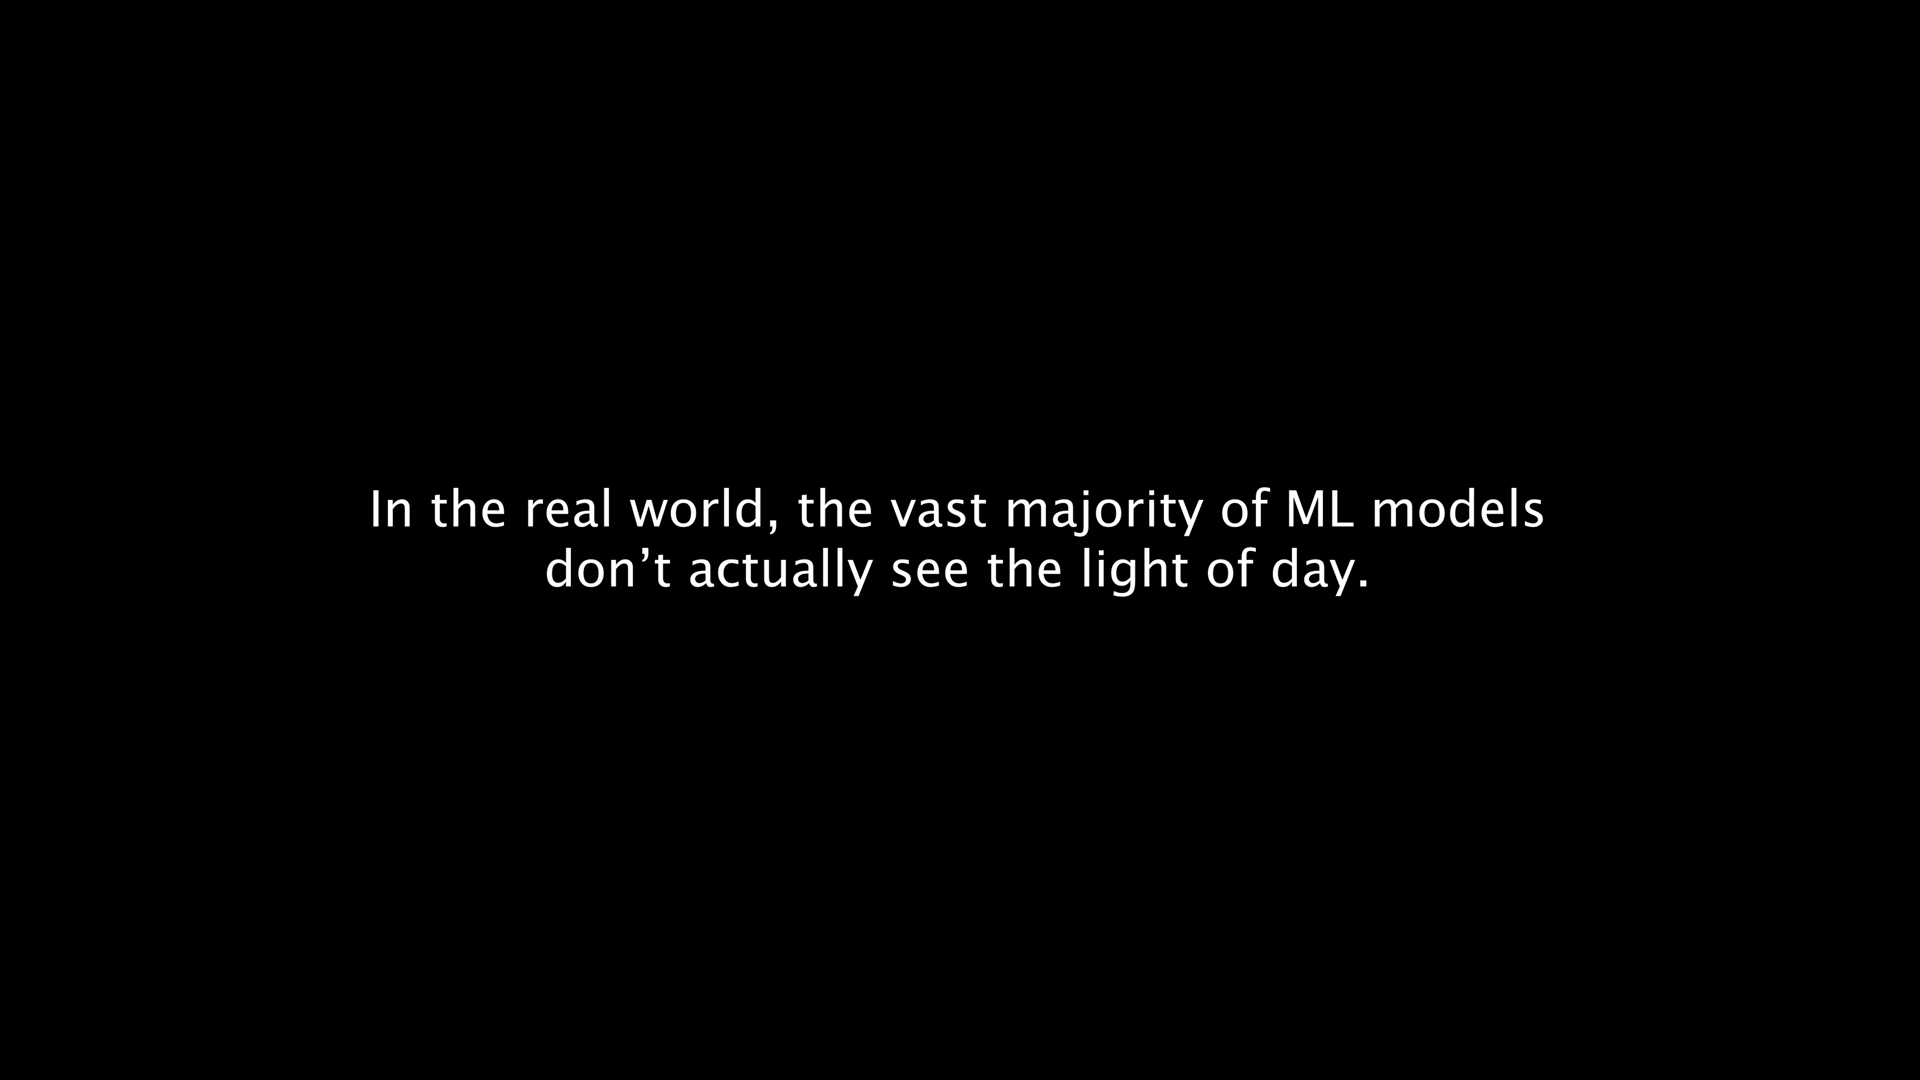 In the real world, the vast majority of ML models
don’t actually see the light of day.